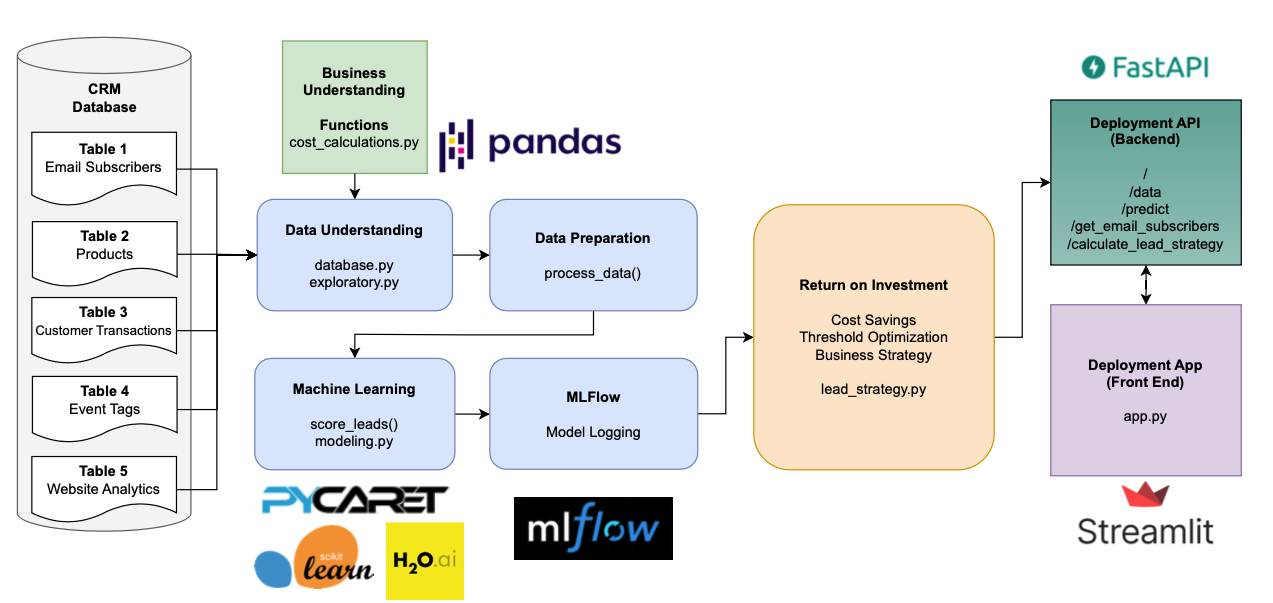 CRM
Database
Table 1
Email Subscribers
Table 2
Products
Table 3
Customer Transactions
Table 4
Event Tags
Table 5
Website Analytics
Business
Understanding
Functions
cost_calculations.py
pandas
Data Understanding
database.py
exploratory.py
Data Preparation
process_data()
Machine Learning
score_leads()
modeling.py
MLFlow
Model Logging
PYCARET
scikit
learn
H2O.ai
mlflow
Return on Investment
Cost Savings
Threshold Optimization
Business Strategy
lead_strategy.py
FastAPI
Deployment API
(Backend)
/
/data
/predict
/get_email_subscribers
/calculate_lead_strategy
Deployment App
(Front End)
app.py
Streamlit